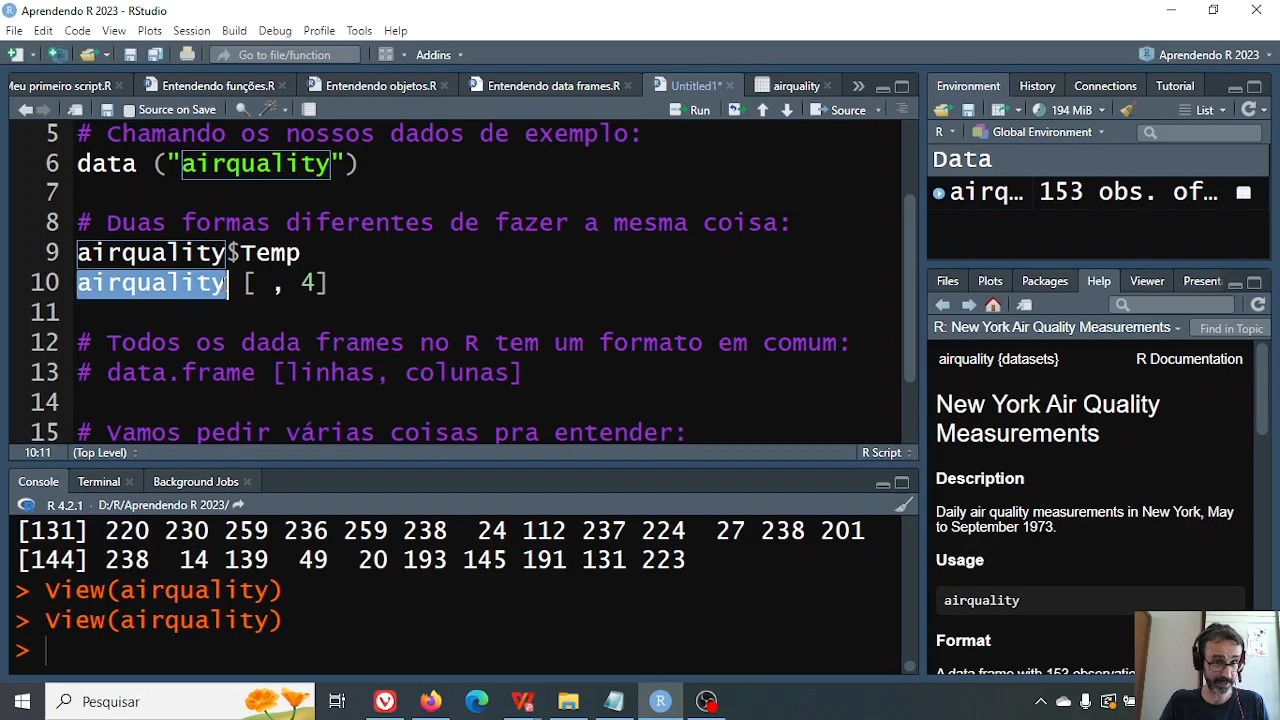 Aprendendo R 2023 - RStudio
File Edit Code View Plots Session Build Debug Profile Tools Help
Go to file/function Addins Aprendendo R 2023
Meu primeiro script.R Entendendo funções.R Entendendo objetos.R Entendendo data frames.R Untitled1* airquality
Source on Save Run Source
5 # Chamando os nossos dados de exemplo:
6 data ("airquality")
7
8 # Duas formas diferentes de fazer a mesma coisa:
9 airquality$Temp
10 airquality [ , 4]
11
12 # Todos os dada frames no R tem um formato em comum:
13 # data.frame [linhas, colunas]
14
15 # Vamos pedir várias coisas pra entender:
10:11 (Top Level) R Script
Console Terminal Background Jobs
R 4.2.1 · D:/R/Aprendendo R 2023/
[131] 220 230 259 236 259 238 24 112 237 224 27 238 201
[144] 238 14 139 49 20 193 145 191 131 223
> View(airquality)
> View(airquality)
>
Environment History Connections Tutorial
194 MiB List
R Global Environment
Data
airq... 153 obs. of...
Files Plots Help Viewer Present
R: New York Air Quality Measurements Find in Topic
airquality {datasets} R Documentation
New York Air Quality
Measurements
Description
Daily air quality measurements in New York, May
to September 1973.
Usage
airquality
Format
A data frame with 153 observatio
Pesquisar